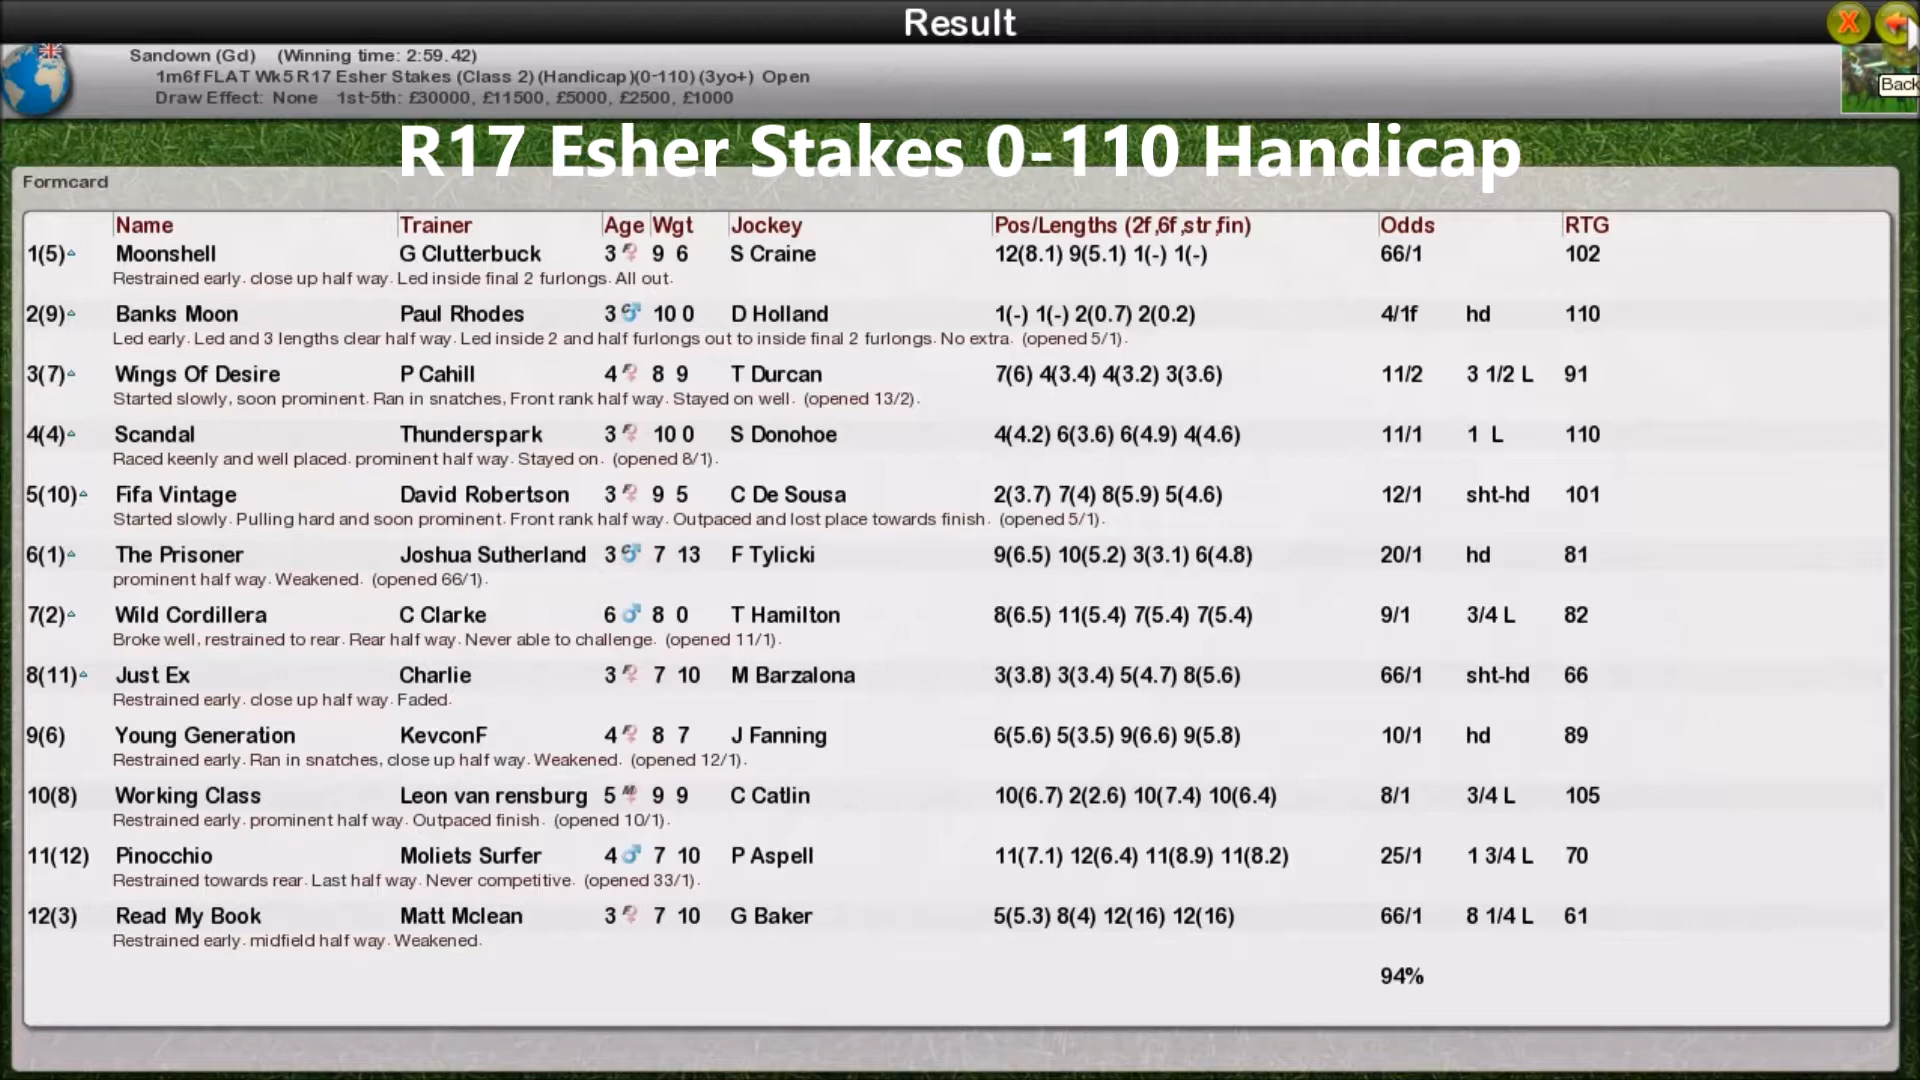 Result
X
Sandown (Gd) (Winning time: 2:59.42)
1m6f FLAT Wk5 R17 Esher Stakes (Class 2) (Handicap)(0-110) (3yo+) Open
Draw Effect: None 1st-5th: £30000, £11500, £5000, £2500, £1000
Back
R17 Esher Stakes 0-110 Handicap
Formcard
Name Trainer Age Wgt Jockey Pos/Lengths (2f,6f,str,fin) Odds RTG
1(5) Moonshell G Clutterbuck 3 F 9 6 S Craine 12(8.1) 9(5.1) 1(-) 1(-) 66/1 102
Restrained early. close up half way. Led inside final 2 furlongs. All out.
2(9) Banks Moon Paul Rhodes 3 C 10 0 D Holland 1(-) 1(-) 2(0.7) 2(0.2) 4/1f hd 110
Led early. Led and 3 lengths clear half way. Led inside 2 and half furlongs out to inside final 2 furlongs. No extra. (opened 5/1).
3(7) Wings Of Desire P Cahill 4 F 8 9 T Durcan 7(6) 4(3.4) 4(3.2) 3(3.6) 11/2 3 1/2 L 91
Started slowly, soon prominent. Ran in snatches, Front rank half way. Stayed on well. (opened 13/2).
4(4) Scandal Thunderspark 3 F 10 0 S Donohoe 4(4.2) 6(3.6) 6(4.9) 4(4.6) 11/1 1 L 110
Raced keenly and well placed. prominent half way. Stayed on. (opened 8/1).
5(10) Fifa Vintage David Robertson 3 F 9 5 C De Sousa 2(3.7) 7(4) 8(5.9) 5(4.6) 12/1 sht-hd 101
Started slowly. Pulling hard and soon prominent. Front rank half way. Outpaced and lost place towards finish. (opened 5/1).
6(1) The Prisoner Joshua Sutherland 3 C 7 13 F Tylicki 9(6.5) 10(5.2) 3(3.1) 6(4.8) 20/1 hd 81
prominent half way. Weakened. (opened 66/1).
7(2) Wild Cordillera C Clarke 6 8 0 T Hamilton 8(6.5) 11(5.4) 7(5.4) 7(5.4) 9/1 3/4 L 82
Broke well, restrained to rear. Rear half way. Never able to challenge. (opened 11/1).
8(11) Just Ex Charlie 3 F 7 10 M Barzalona 3(3.8) 3(3.4) 5(4.7) 8(5.6) 66/1 sht-hd 66
Restrained early. close up half way. Faded.
9(6) Young Generation KevconF 4 F 8 7 J Fanning 6(5.6) 5(3.5) 9(6.6) 9(5.8) 10/1 hd 89
Restrained early. Ran in snatches, close up half way. Weakened. (opened 12/1).
10(8) Working Class Leon van rensburg 5 M 9 9 C Catlin 10(6.7) 2(2.6) 10(7.4) 10(6.4) 8/1 3/4 L 105
Restrained early. prominent half way. Outpaced finish. (opened 10/1).
11(12) Pinocchio Moliets Surfer 4 7 10 P Aspell 11(7.1) 12(6.4) 11(8.9) 11(8.2) 25/1 1 3/4 L 70
Restrained towards rear. Last half way. Never competitive. (opened 33/1).
12(3) Read My Book Matt Mclean 3 F 7 10 G Baker 5(5.3) 8(4) 12(16) 12(16) 66/1 8 1/4 L 61
Restrained early. midfield half way. Weakened.
94%